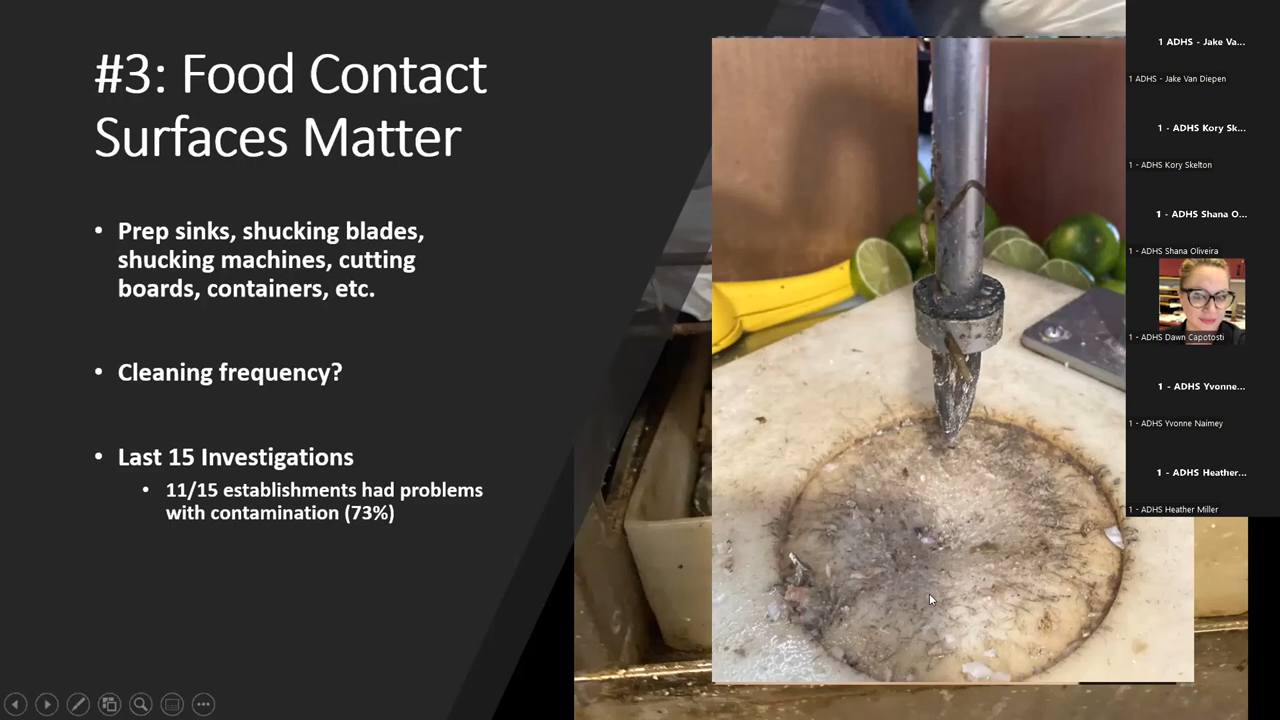 #3: Food Contact
Surfaces Matter
• Prep sinks, shucking blades,
shucking machines, cutting
boards, containers, etc.
• Cleaning frequency?
• Last 15 Investigations
• 11/15 establishments had problems
with contamination (73%)
1 ADHS - Jake Va...
1 ADHS - Jake Van Diepen
1 - ADHS Kory Sk...
1 - ADHS Kory Skelton
1 - ADHS Shana O...
1 - ADHS Shana Oliveira
1 - ADHS Dawn Capotosti
1 - ADHS Yvonne...
1 - ADHS Yvonne Naimey
1 - ADHS Heather...
1 - ADHS Heather Miller